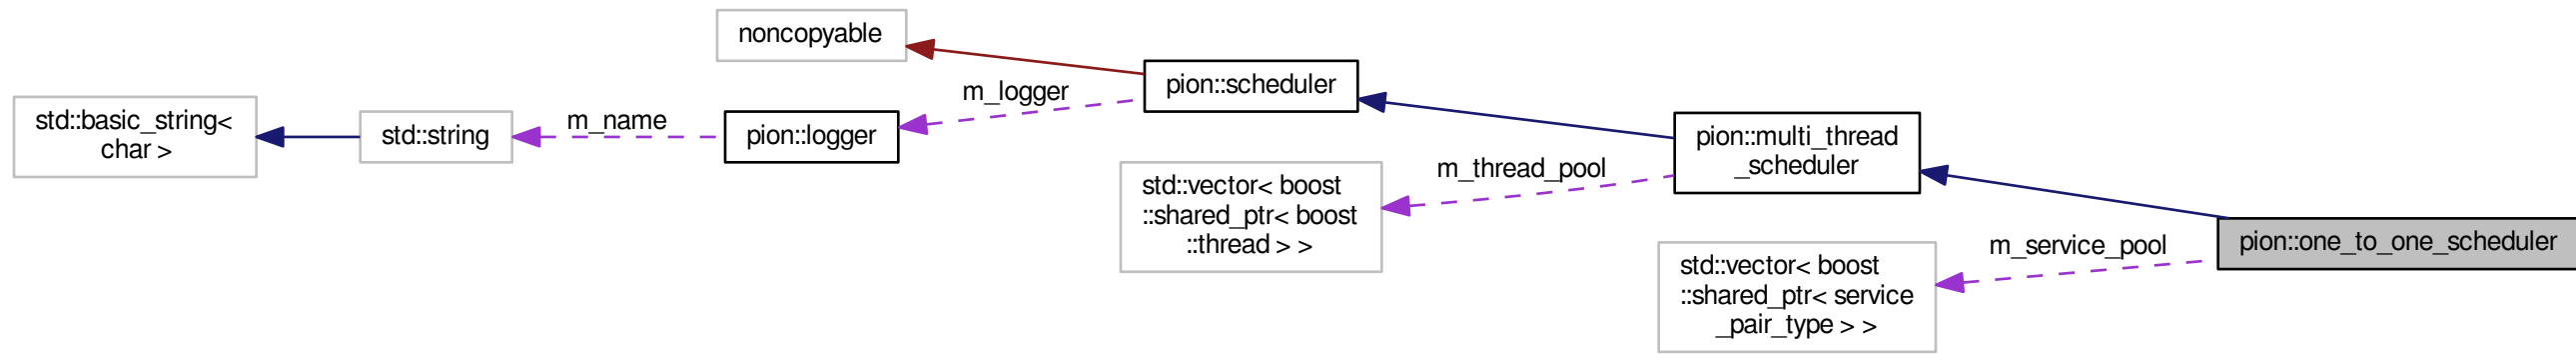 noncopyable
pion::scheduler
m_logger
std::basic_string<
char >
std::string
m_name
pion::logger
pion::multi_thread
_scheduler
m_thread_pool
std::vector< boost
::shared_ptr< boost
::thread > >
pion::one_to_one_scheduler
m_service_pool
std::vector< boost
::shared_ptr< service
_pair_type > >